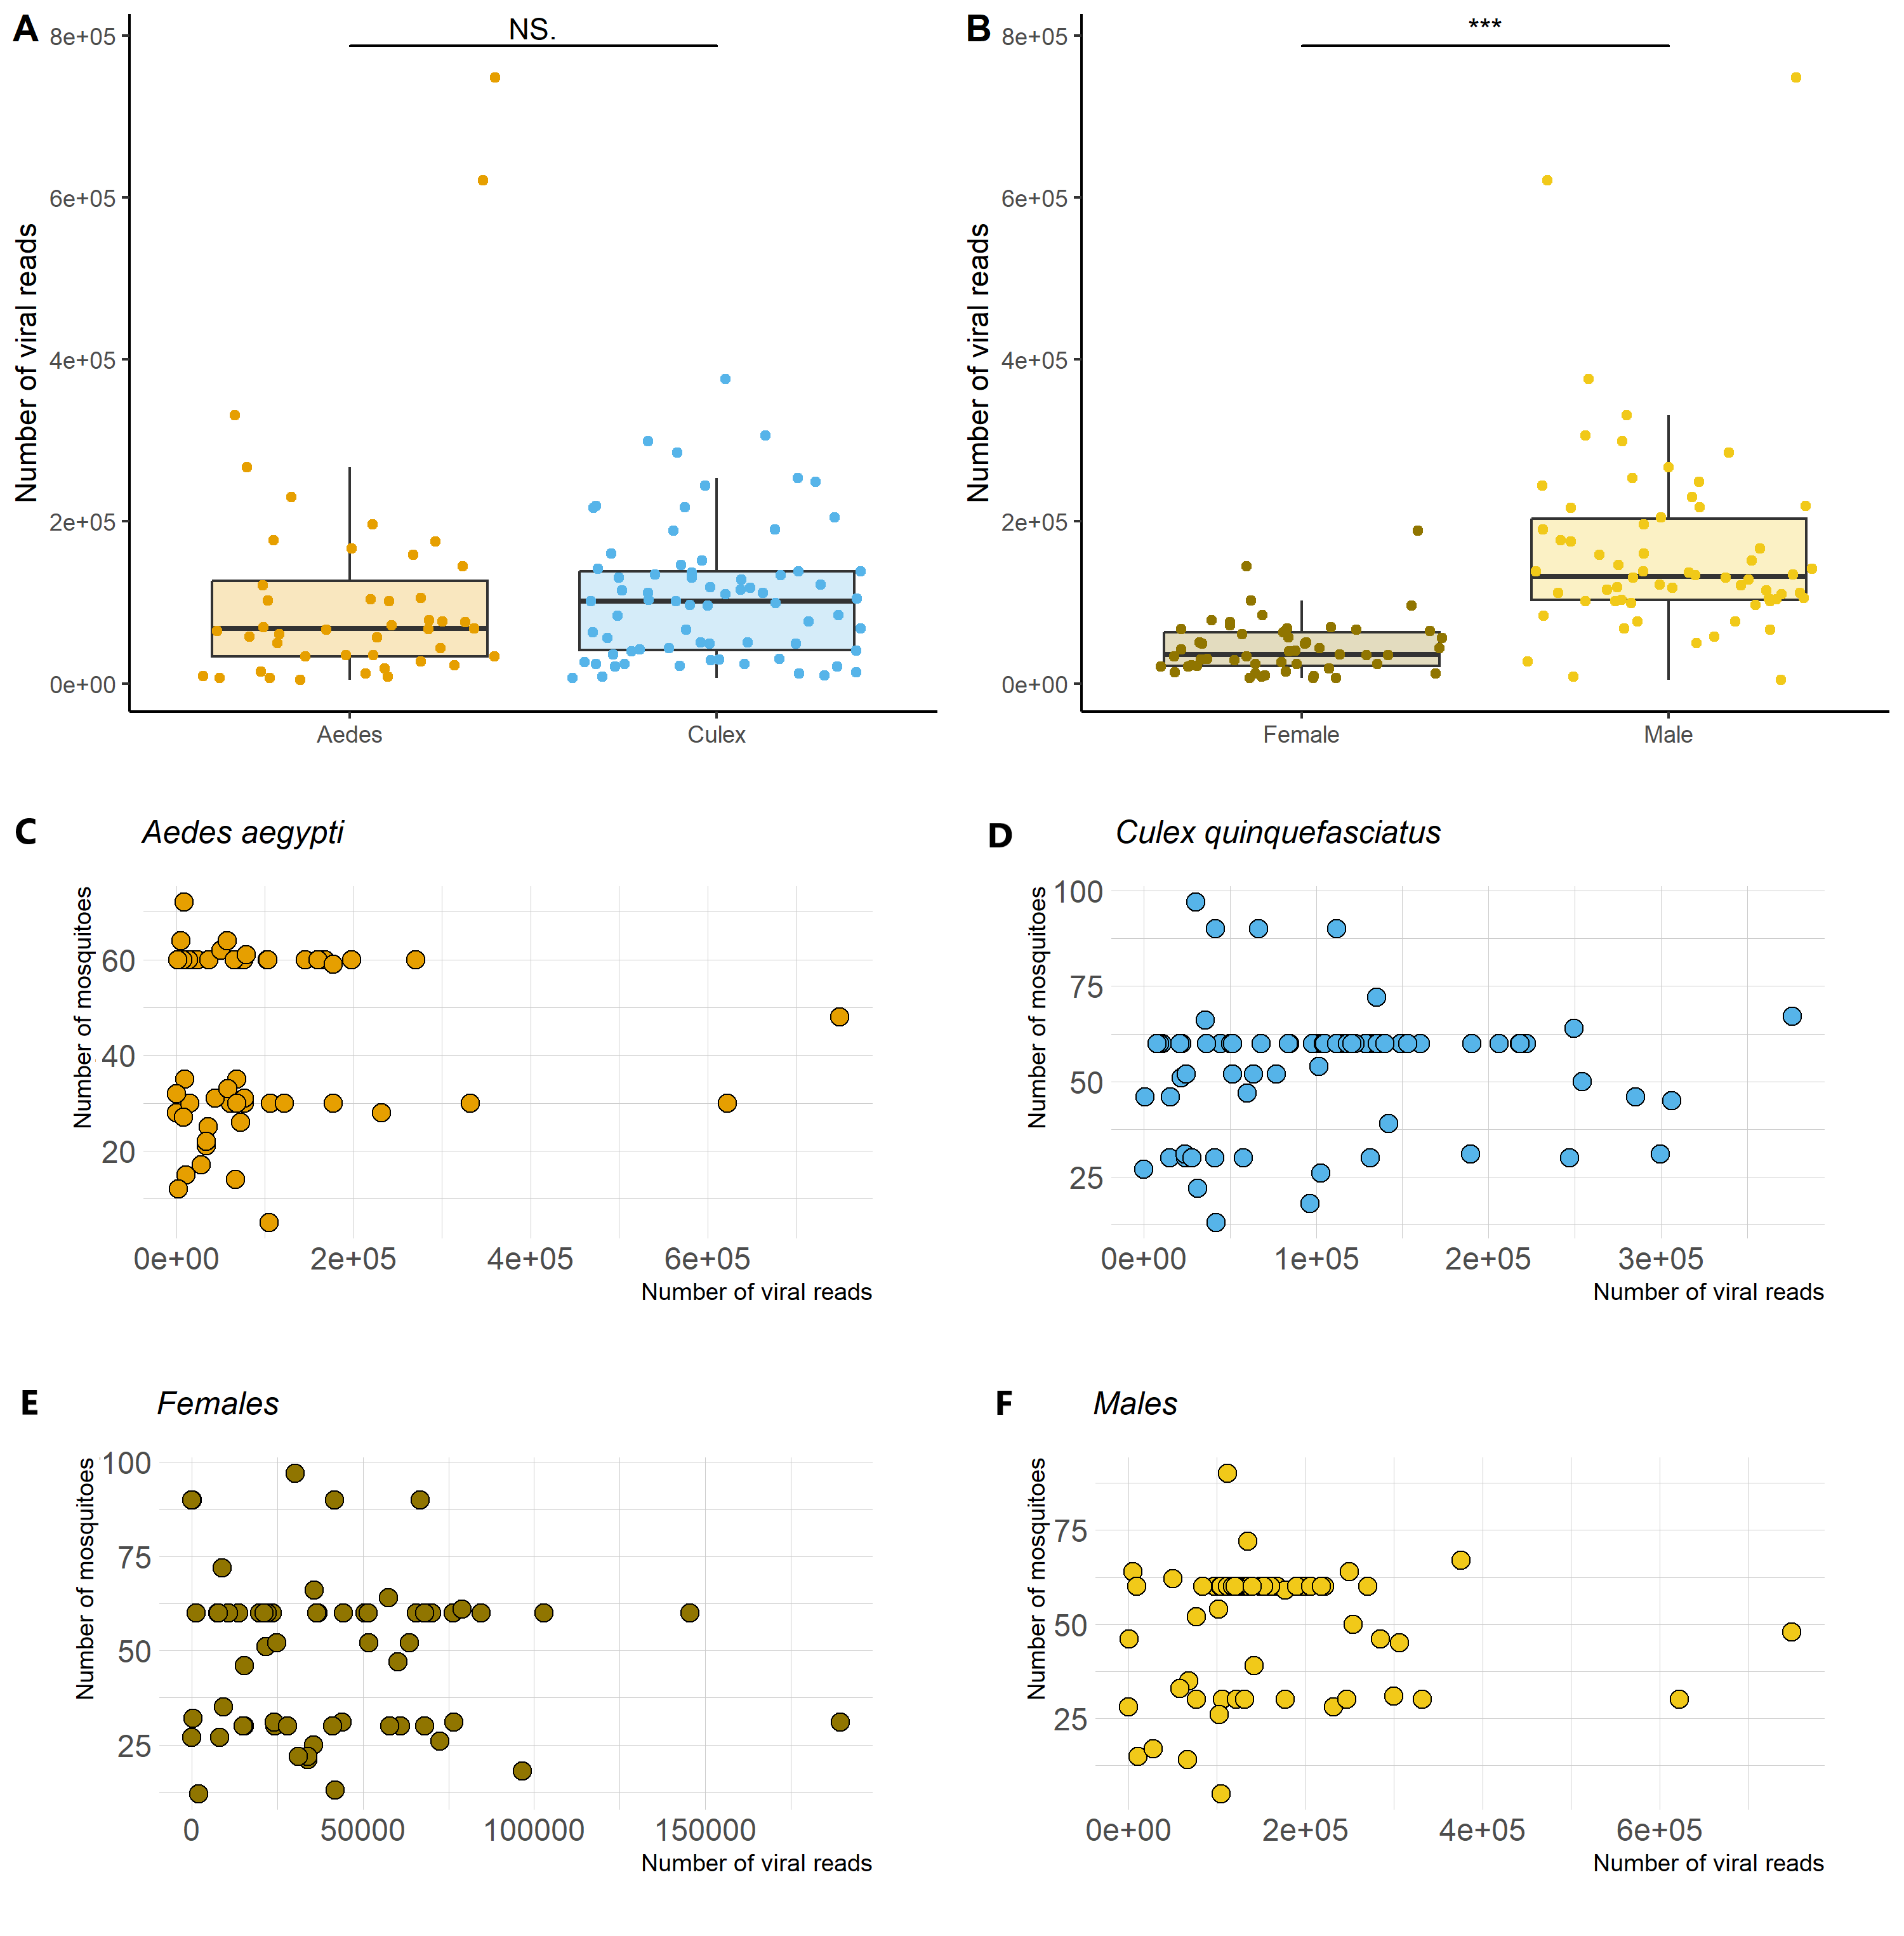 A
NS.
8e+05
6e+05
4e+05
2e+05
0e+00
Number of viral reads
Aedes
Culex
B
***
8e+05
6e+05
4e+05
2e+05
0e+00
Number of viral reads
Female
Male
C
Aedes aegypti
Number of mosquitoes
60
40
20
0e+00
2e+05
4e+05
6e+05
Number of viral reads
D
Culex quinquefasciatus
Number of mosquitoes
100
75
50
25
0e+00
1e+05
2e+05
3e+05
Number of viral reads
E
Females
Number of mosquitoes
100
75
50
25
0
50000
100000
150000
Number of viral reads
F
Males
Number of mosquitoes
75
50
25
0e+00
2e+05
4e+05
6e+05
Number of viral reads